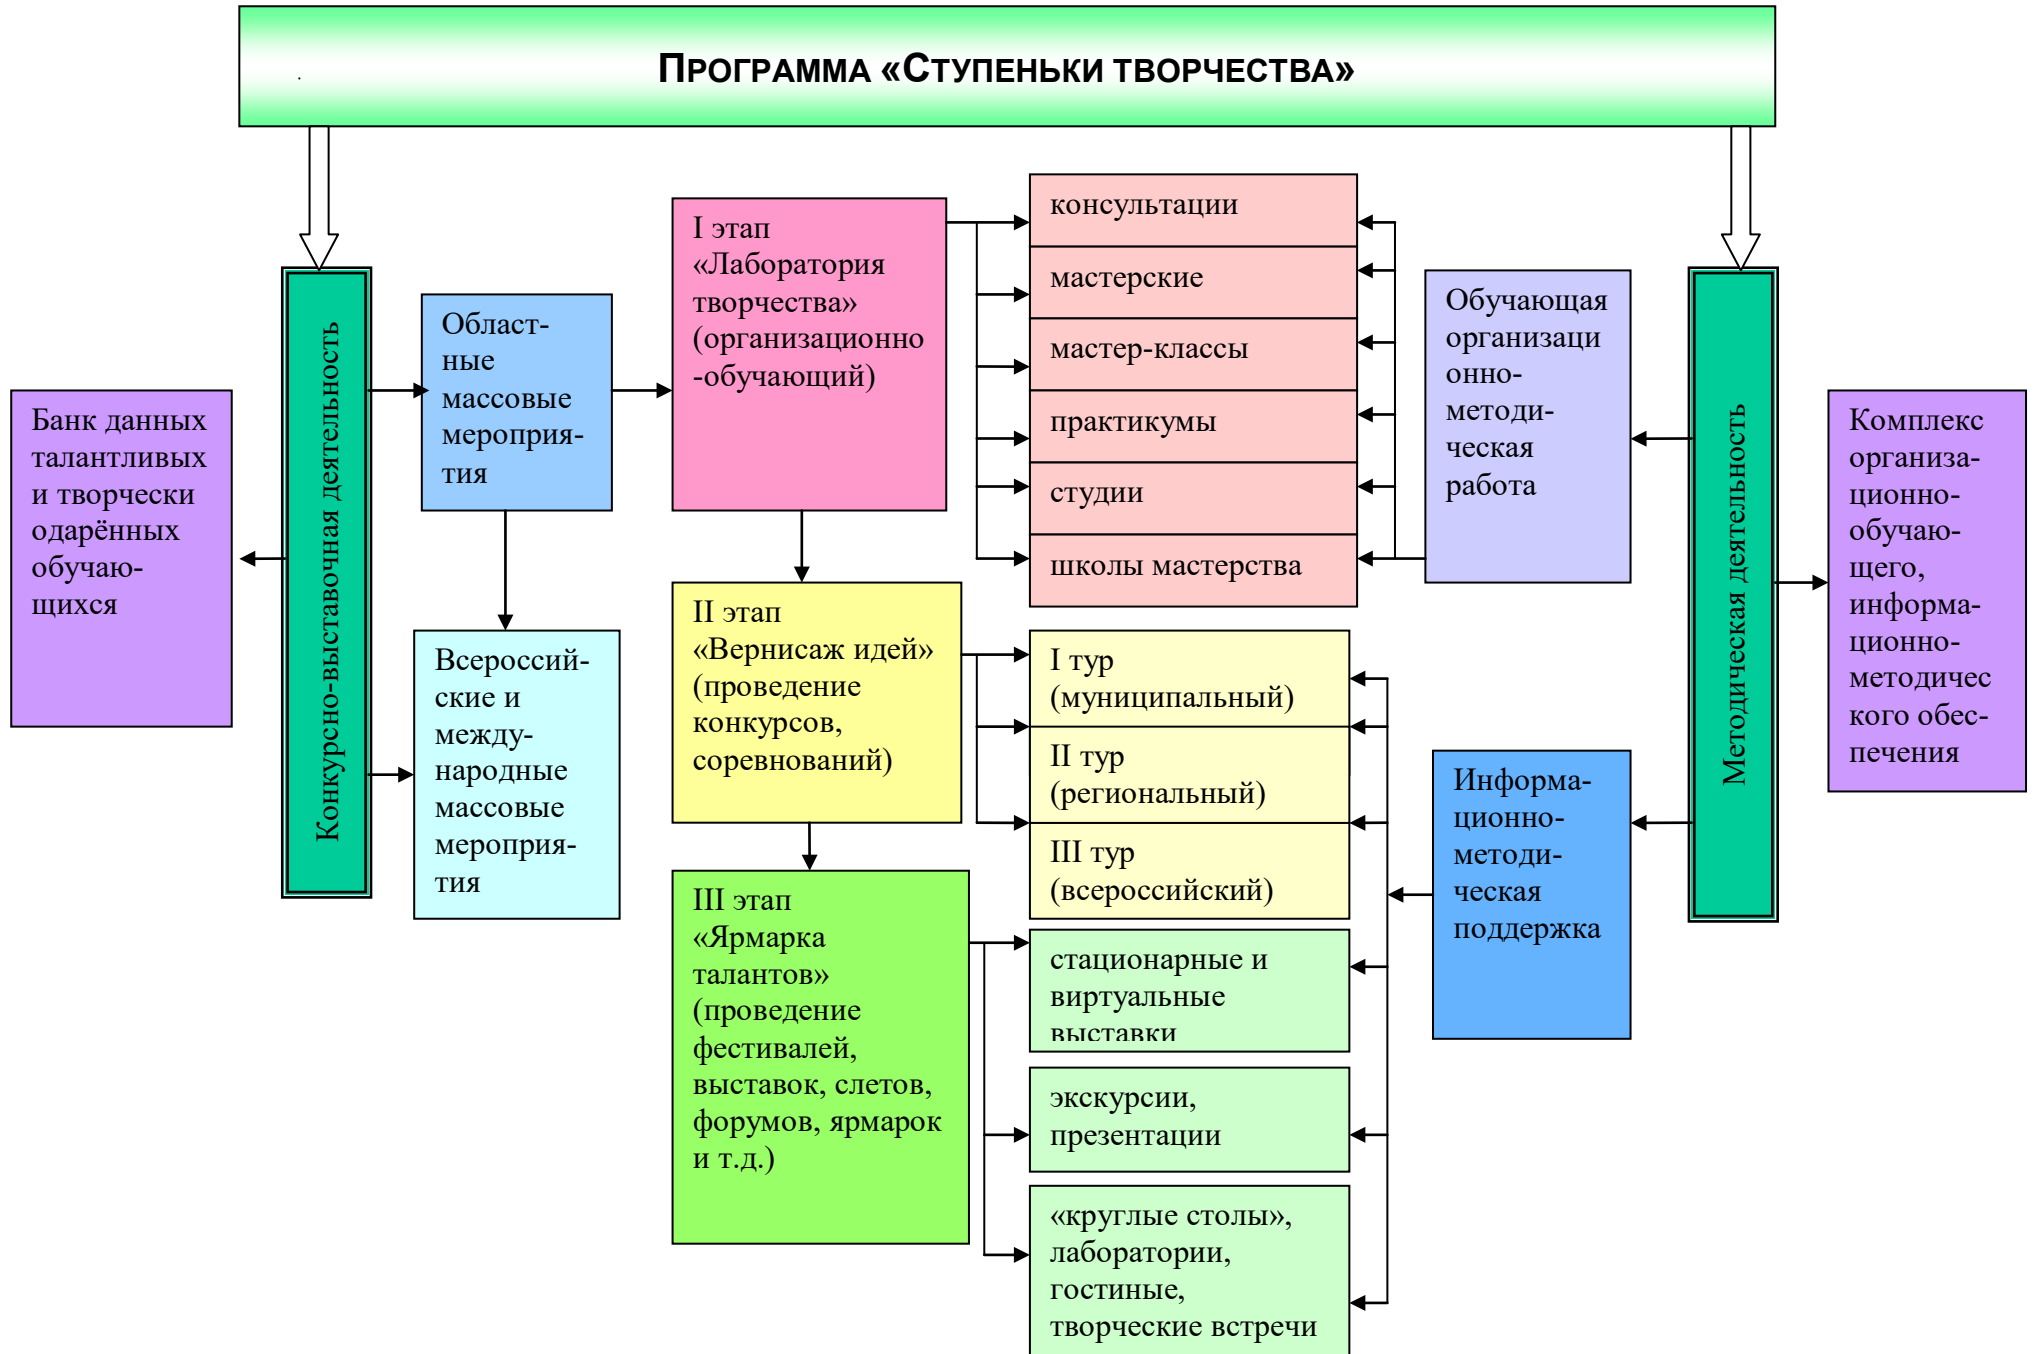 ПРОГРАММА «СТУПЕНЬКИ ТВОРЧЕСТВА»
Банк данных
талантливых
и творчески
одарённых
обучаю-
щихся
Конкурсно-выставочная деятельность
Област-
ные
массовые
мероприя-
тия
Всероссий-
ские и
между-
народные
массовые
мероприя-
тия
I этап
«Лаборатория
творчества»
(организационно
-обучающий)
II этап
«Вернисаж идей»
(проведение
конкурсов,
соревнований)
III этап
«Ярмарка
талантов»
(проведение
фестивалей,
выставок, слетов,
форумов, ярмарок
и т.д.)
консультации
мастерские
мастер-классы
практикумы
студии
школы мастерства
I тур
(муниципальный)
II тур
(региональный)
III тур
(всероссийский)
стационарные и
виртуальные
выставки
экскурсии,
презентации
«круглые столы»,
лаборатории,
гостиные,
творческие встречи
Обучающая
организаци
онно-
методи-
ческая
работа
Информа-
ционно-
методи-
ческая
поддержка
Методическая деятельность
Комплекс
организа-
ционно-
обучаю-
щего,
информа-
ционно-
методичес
кого обес-
печения